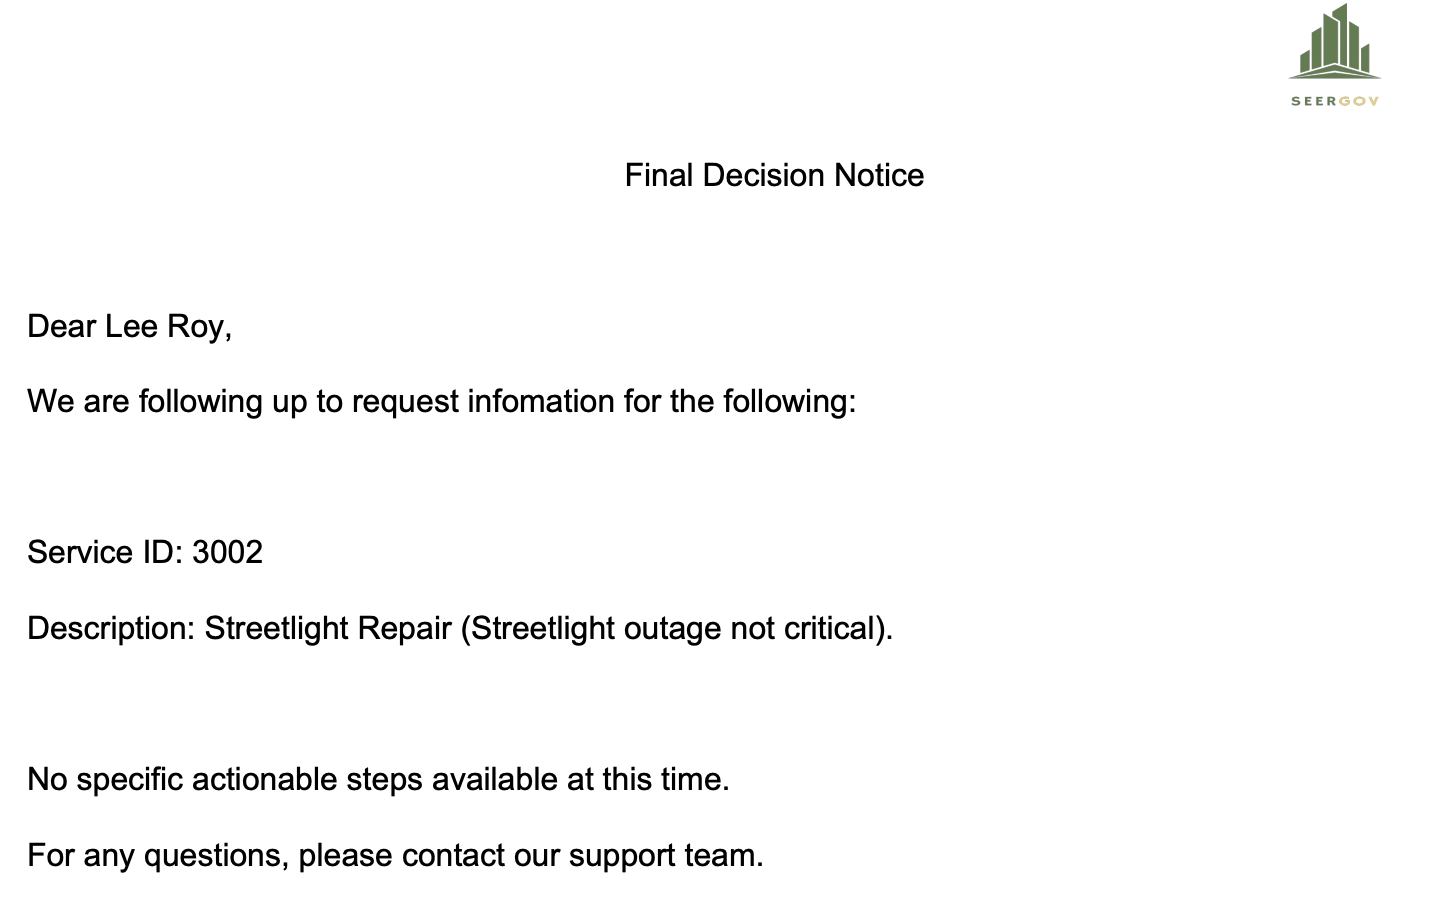 SEERGOV
Final Decision Notice
Dear Lee Roy,
We are following up to request infomation for the following:
Service ID: 3002
Description: Streetlight Repair (Streetlight outage not critical).
No specific actionable steps available at this time.
For any questions, please contact our support team.